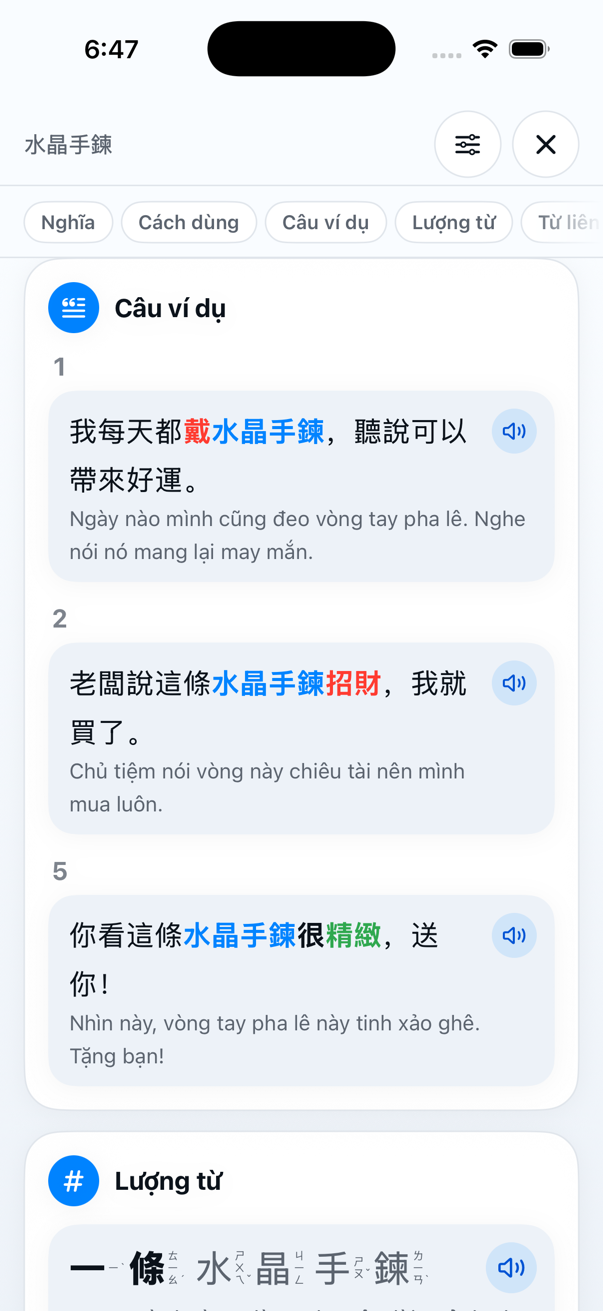 6:47
水晶手鍊
Nghĩa
Cách dùng
Câu ví dụ
Lượng từ
Từ liên
Câu ví dụ
1
我每天都戴水晶手鍊，聽說可以
帶來好運。
Ngày nào mình cũng đeo vòng tay pha lê. Nghe
nói nó mang lại may mắn.
2
老闆說這條水晶手鍊招財，我就
買了。
Chủ tiệm nói vòng này chiêu tài nên mình
mua luôn.
5
你看這條水晶手鍊很精緻，送
你！
Nhìn này, vòng tay pha lê này tinh xảo ghê.
Tặng bạn!
Lượng từ
一條水晶手鍊